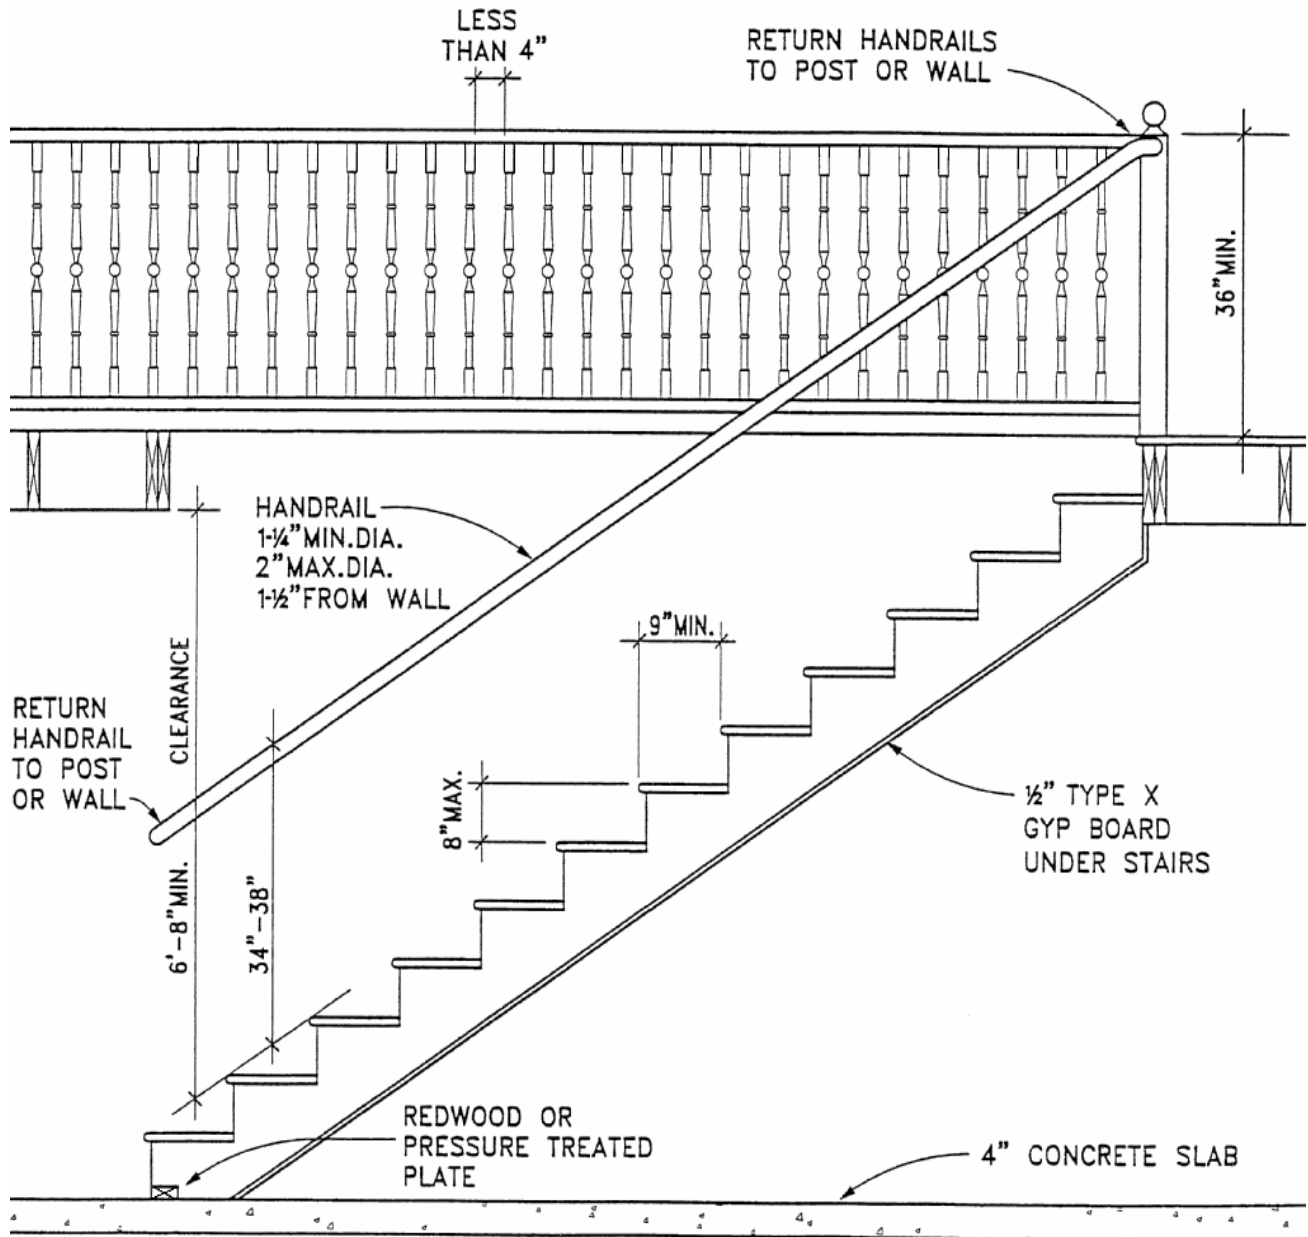 LESS
THAN 4"
RETURN HANDRAILS
TO POST OR WALL
36"MIN.
HANDRAIL
1-¼"MIN.DIA.
2"MAX.DIA.
1-½"FROM WALL
9"MIN.
CLEARANCE
6'-8"MIN.
RETURN
HANDRAIL
TO POST
OR WALL
34"-38"
8"MAX.
½" TYPE X
GYP BOARD
UNDER STAIRS
REDWOOD OR
PRESSURE TREATED
PLATE
4" CONCRETE SLAB